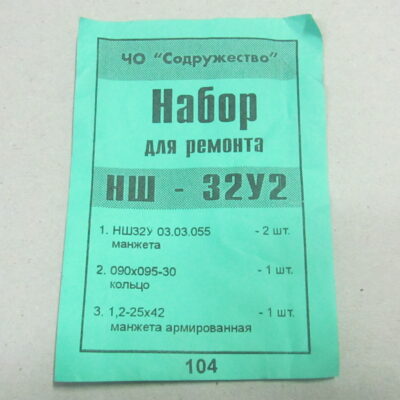 ЧО "Содружество"
Набор
для ремонта
НШ - 32У2
1. НШ32У 03.03.055 - 2 шт.
манжета
2. 090х095-30 - 1 шт.
кольцо
3. 1,2-25х42 - 1 шт.
манжета армированная
104